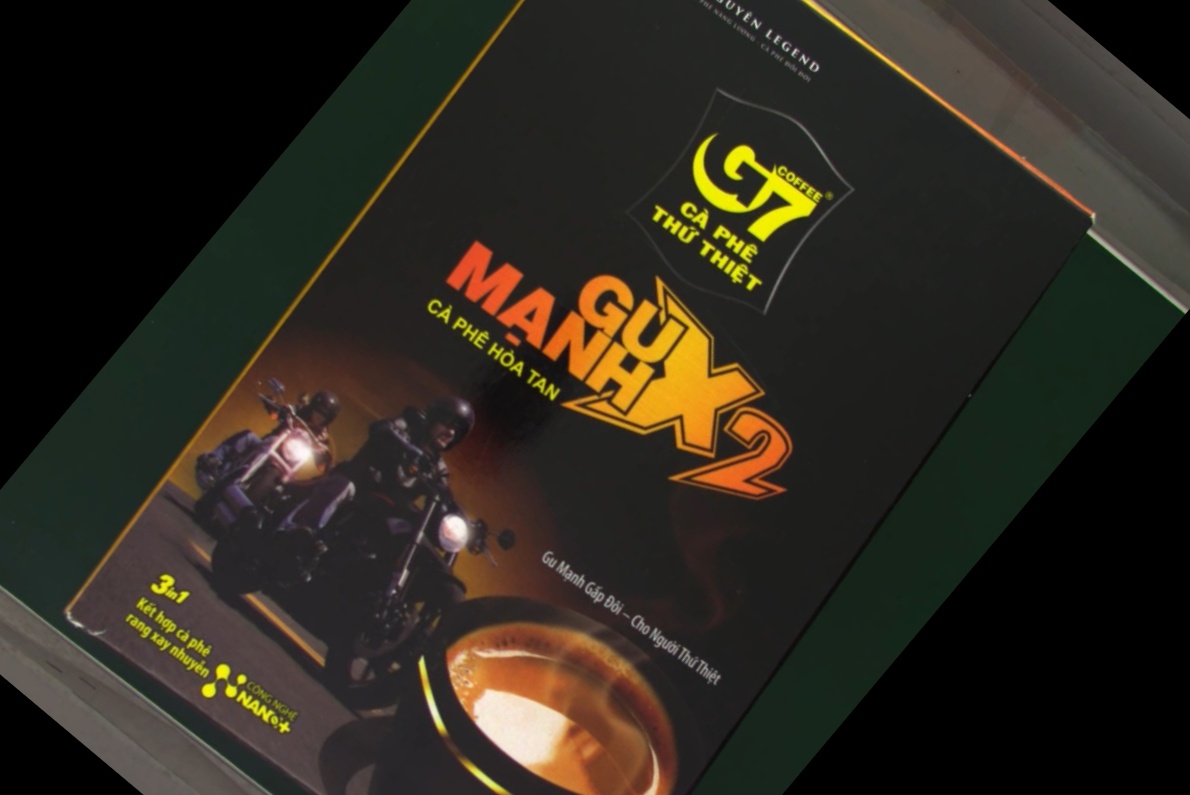 LEGEND
G7
COFFEE®
CÀ PHÊ
THỨ THIỆT
GU
MẠNH
X2
CÀ PHÊ HÒA TAN
Gu Mạnh Gấp Đôi – Cho Người Thứ Thiệt
3in1
Kết hợp cà phê
rang xay nhuyễn
CÔNG NGHỆ
NANO+